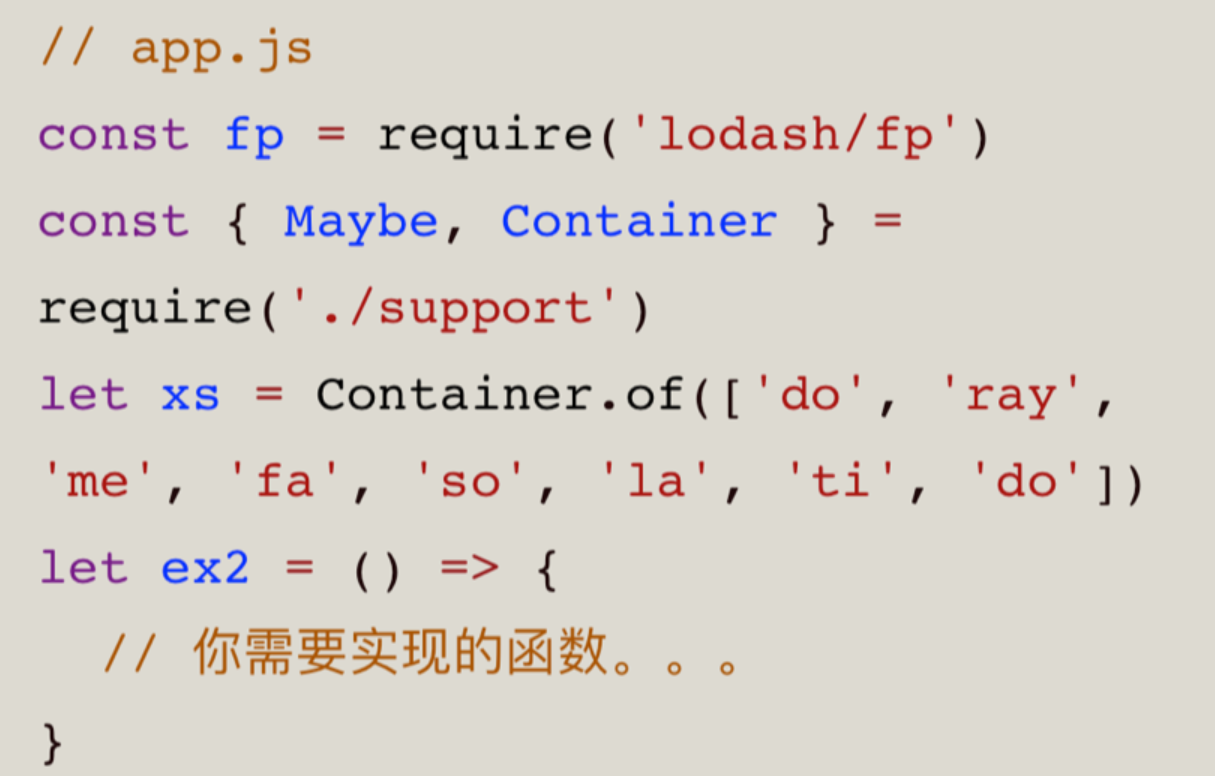 // app.js
const fp = require('lodash/fp')
const { Maybe, Container } =
require('./support')
let xs = Container.of(['do', 'ray',
'me', 'fa', 'so', 'la', 'ti', 'do'])
let ex2 = () => {
  // 你需要实现的函数。。。
}